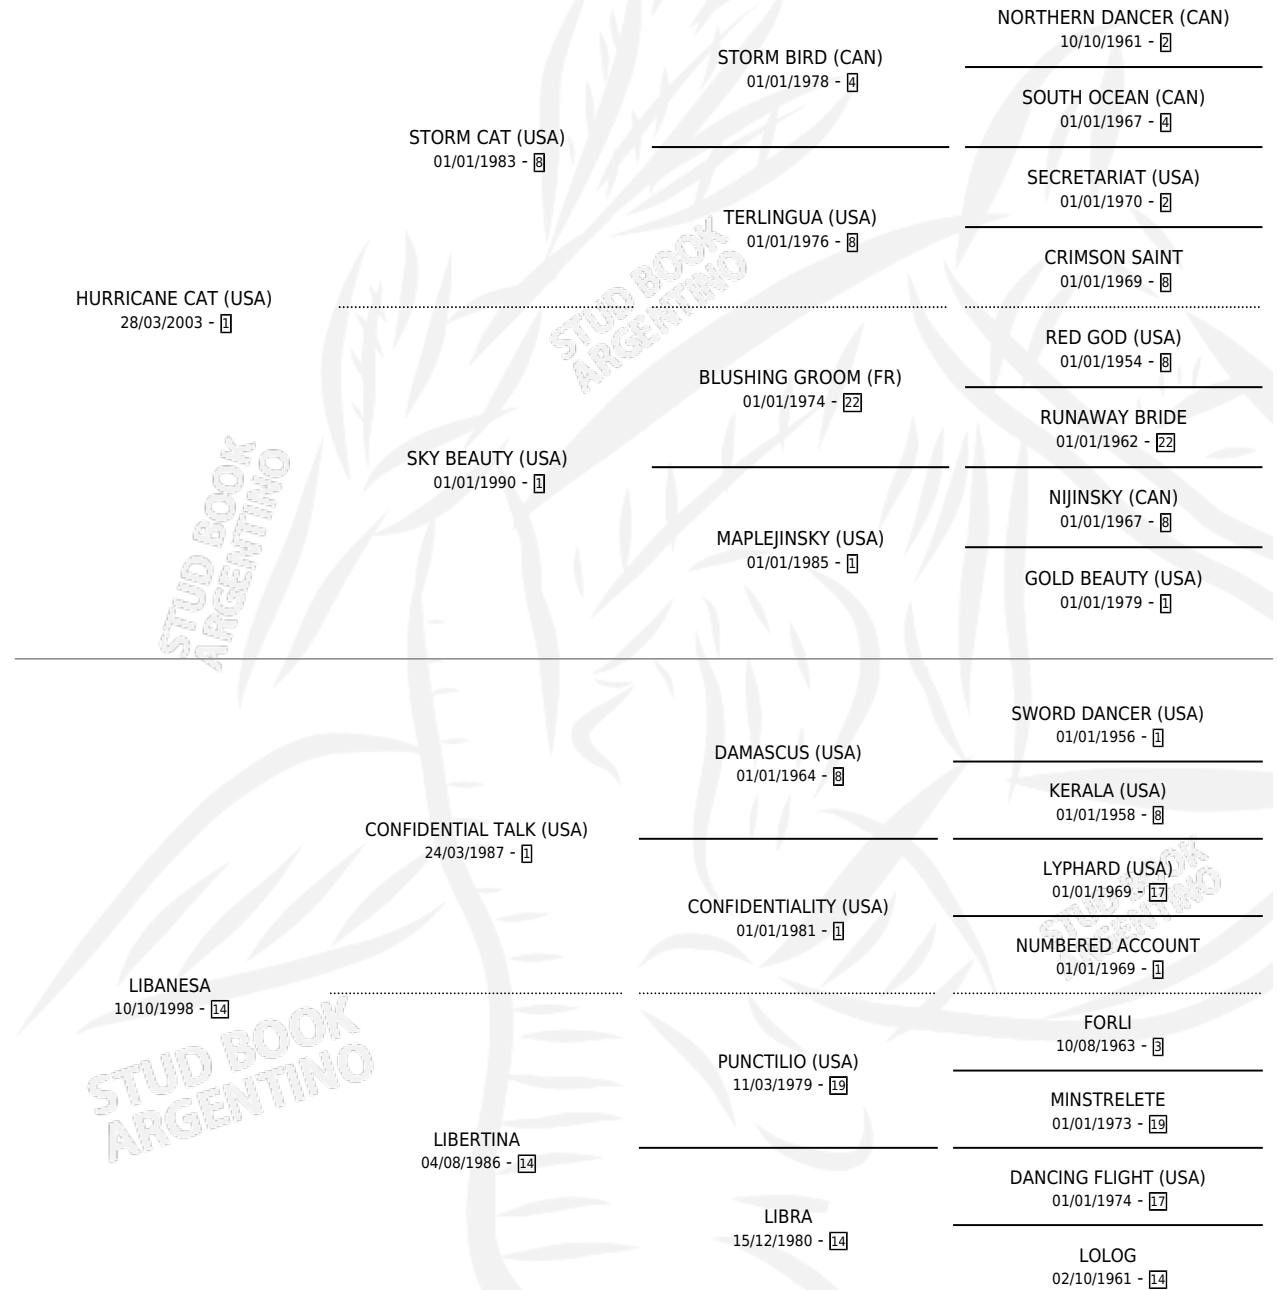 NORTHERN DANCER (CAN)
10/10/1961 - 2
STORM BIRD (CAN)
01/01/1978 - 4
SOUTH OCEAN (CAN)
01/01/1967 - 4
STORM CAT (USA)
01/01/1983 - 8
SECRETARIAT (USA)
01/01/1970 - 2
TERLINGUA (USA)
01/01/1976 - 8
CRIMSON SAINT
01/01/1969 - 8
HURRICANE CAT (USA)
28/03/2003 - 1
RED GOD (USA)
01/01/1954 - 8
BLUSHING GROOM (FR)
01/01/1974 - 22
RUNAWAY BRIDE
01/01/1962 - 22
SKY BEAUTY (USA)
01/01/1990 - 1
NIJINSKY (CAN)
01/01/1967 - 8
MAPLEJINSKY (USA)
01/01/1985 - 1
GOLD BEAUTY (USA)
01/01/1979 - 1
SWORD DANCER (USA)
01/01/1956 - 1
DAMASCUS (USA)
01/01/1964 - 8
KERALA (USA)
01/01/1958 - 8
CONFIDENTIAL TALK (USA)
24/03/1987 - 1
LYPHARD (USA)
01/01/1969 - 17
CONFIDENTIALITY (USA)
01/01/1981 - 1
NUMBERED ACCOUNT
01/01/1969 - 1
LIBANESA
10/10/1998 - 14
FORLI
10/08/1963 - 3
PUNCTILIO (USA)
11/03/1979 - 19
MINSTRELETE
01/01/1973 - 19
LIBERTINA
04/08/1986 - 14
DANCING FLIGHT (USA)
01/01/1974 - 17
LIBRA
15/12/1980 - 14
LOLOG
02/10/1961 - 14
STUD BOOK
ARGENTINO
STUD BOOK
ARGENTINO
STUD BOOK
ARGENTINO
STUD BOOK
ARGENTINO